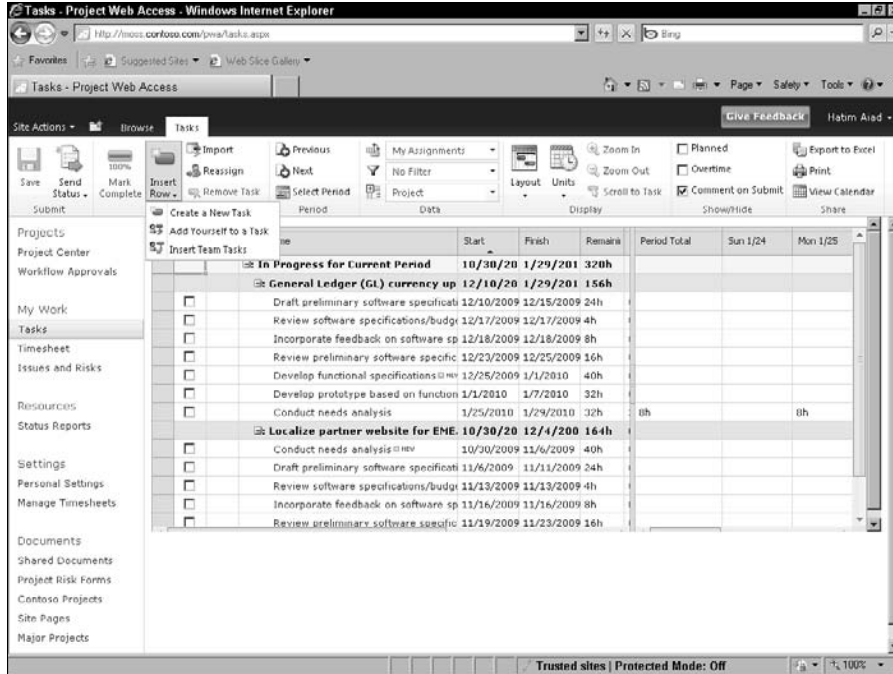 Tasks - Project Web Access - Windows Internet Explorer
http://moss.contoso.com/pwa/tasks.aspx
Bing
Favorites Suggested Sites Web Slice Gallery
Tasks - Project Web Access
Page Safety Tools
Give Feedback Hatim Aiad
Site Actions Browse Tasks
Save
Send Status
100%
Mark Complete
Insert Row
Import
Reassign
Remove Task
Previous
Next
Select Period
My Assignments
No Filter
Project
Layout
Units
Zoom In
Zoom Out
Scroll to Task
Planned
Overtime
Comment on Submit
Export to Excel
Print
View Calendar
Submit Period Data Display Show/Hide Share
Create a New Task
Add Yourself to a Task
Insert Team Tasks
Projects
Project Center
Workflow Approvals
My Work
Tasks
Timesheet
Issues and Risks
Resources
Status Reports
Settings
Personal Settings
Manage Timesheets
Documents
Shared Documents
Project Risk Forms
Contoso Projects
Site Pages
Major Projects
me Start Finish Remaini Period Total Sun 1/24 Mon 1/25
In Progress for Current Period 10/30/20 1/29/201 320h
General Ledger (GL) currency up 12/10/20 1/29/201 156h
Draft preliminary software specificati 12/10/2009 12/15/2009 24h
Review software specifications/budge 12/17/2009 12/17/2009 4h
Incorporate feedback on software sp 12/18/2009 12/18/2009 8h
Review preliminary software specific 12/23/2009 12/25/2009 16h
Develop functional specifications NEW 12/25/2009 1/1/2010 40h
Develop prototype based on function 1/1/2010 1/7/2010 32h
Conduct needs analysis 1/25/2010 1/29/2010 32h 8h 8h
Localize partner website for EME. 10/30/20 12/4/200 164h
Conduct needs analysis NEW 10/30/2009 11/6/2009 40h
Draft preliminary software specificati 11/6/2009 11/11/2009 24h
Review software specifications/budge 11/13/2009 11/13/2009 4h
Incorporate feedback on software sp 11/16/2009 11/16/2009 8h
Review preliminary software specific 11/19/2009 11/23/2009 16h
Trusted sites | Protected Mode: Off 100%